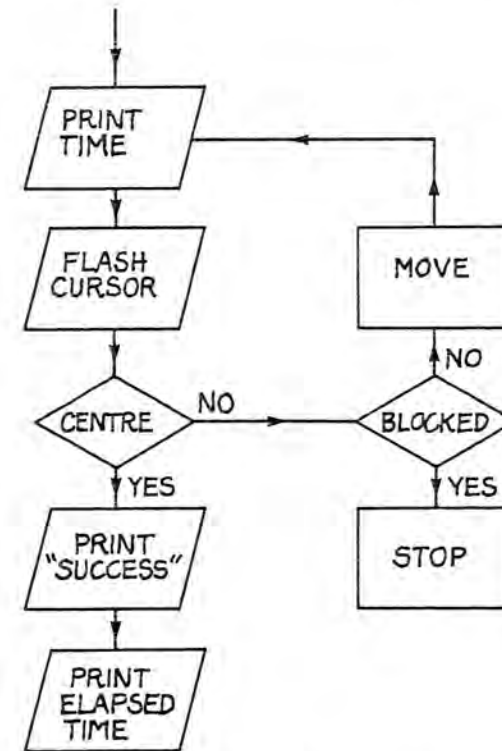 PRINT
TIME
FLASH
CURSOR
MOVE
NO
CENTRE
NO
BLOCKED
YES
YES
PRINT
"SUCCESS"
STOP
PRINT
ELAPSED
TIME